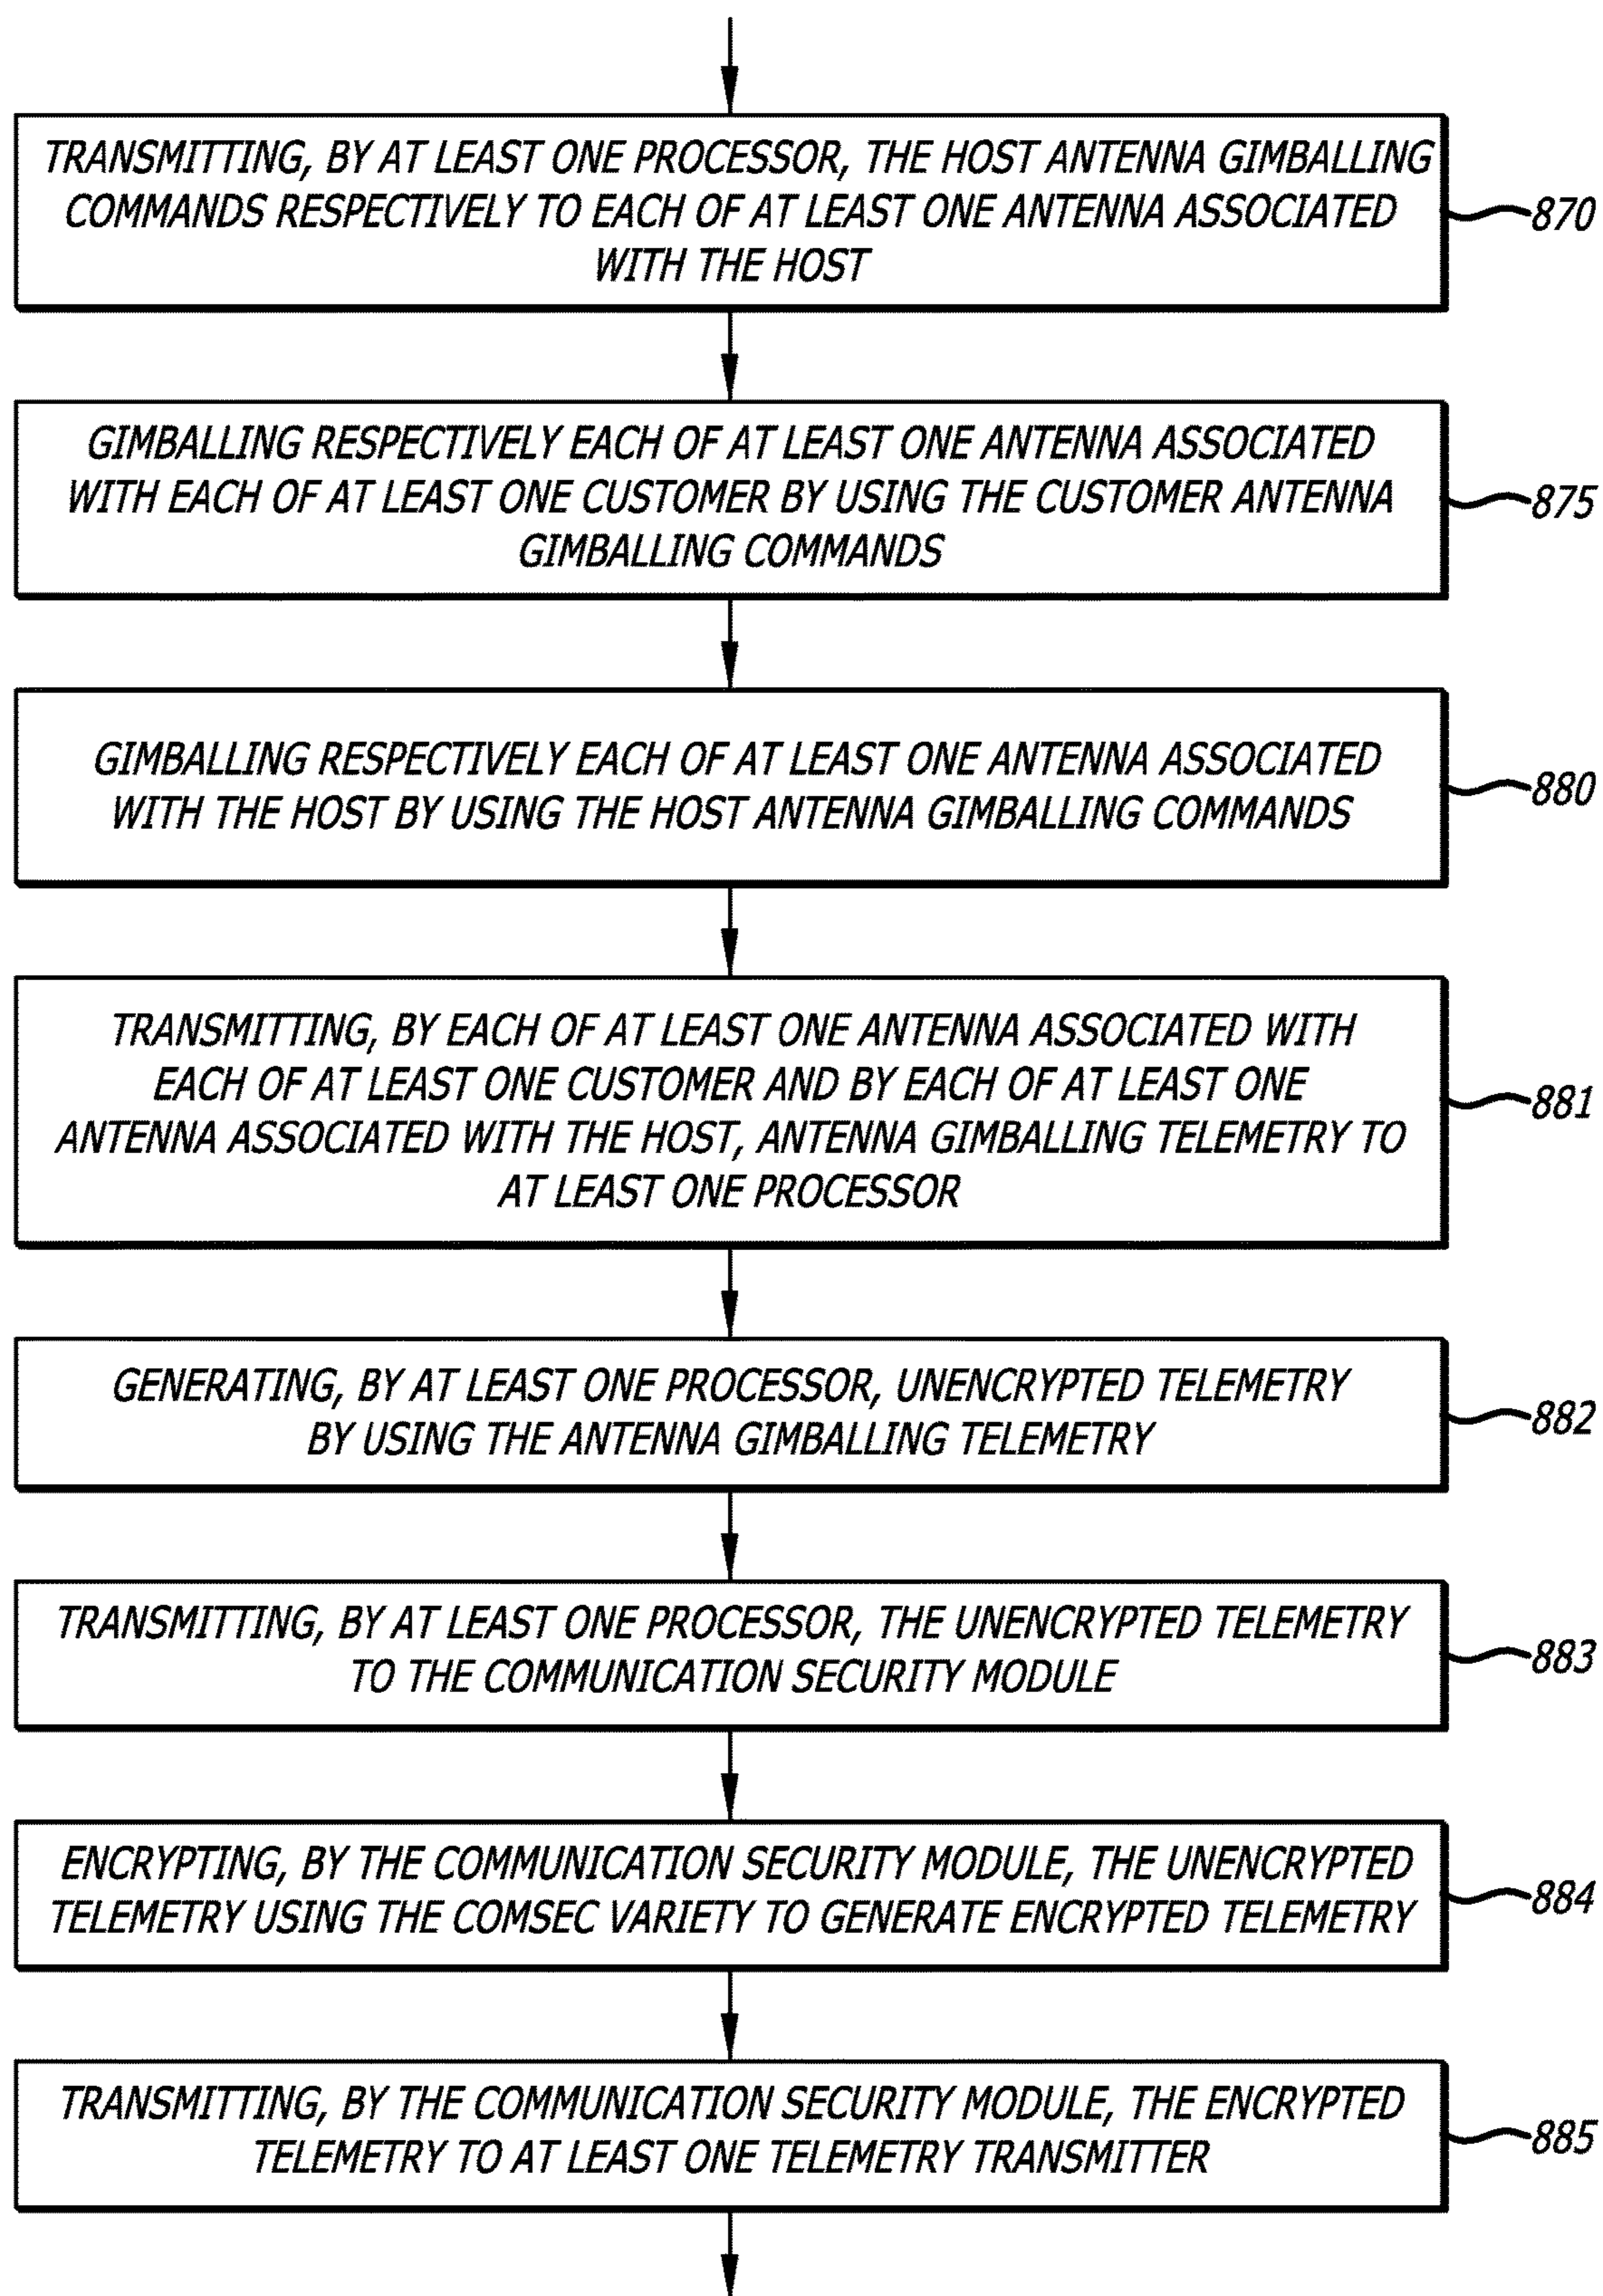 TRANSMITTING, BY AT LEAST ONE PROCESSOR, THE HOST ANTENNA GIMBALLING
COMMANDS RESPECTIVELY TO EACH OF AT LEAST ONE ANTENNA ASSOCIATED
WITH THE HOST
870
GIMBALLING RESPECTIVELY EACH OF AT LEAST ONE ANTENNA ASSOCIATED
WITH EACH OF AT LEAST ONE CUSTOMER BY USING THE CUSTOMER ANTENNA
GIMBALLING COMMANDS
875
GIMBALLING RESPECTIVELY EACH OF AT LEAST ONE ANTENNA ASSOCIATED
WITH THE HOST BY USING THE HOST ANTENNA GIMBALLING COMMANDS
880
TRANSMITTING, BY EACH OF AT LEAST ONE ANTENNA ASSOCIATED WITH
EACH OF AT LEAST ONE CUSTOMER AND BY EACH OF AT LEAST ONE
ANTENNA ASSOCIATED WITH THE HOST, ANTENNA GIMBALLING TELEMETRY TO
AT LEAST ONE PROCESSOR
881
GENERATING, BY AT LEAST ONE PROCESSOR, UNENCRYPTED TELEMETRY
BY USING THE ANTENNA GIMBALLING TELEMETRY
882
TRANSMITTING, BY AT LEAST ONE PROCESSOR, THE UNENCRYPTED TELEMETRY
TO THE COMMUNICATION SECURITY MODULE
883
ENCRYPTING, BY THE COMMUNICATION SECURITY MODULE, THE UNENCRYPTED
TELEMETRY USING THE COMSEC VARIETY TO GENERATE ENCRYPTED TELEMETRY
884
TRANSMITTING, BY THE COMMUNICATION SECURITY MODULE, THE ENCRYPTED
TELEMETRY TO AT LEAST ONE TELEMETRY TRANSMITTER
885